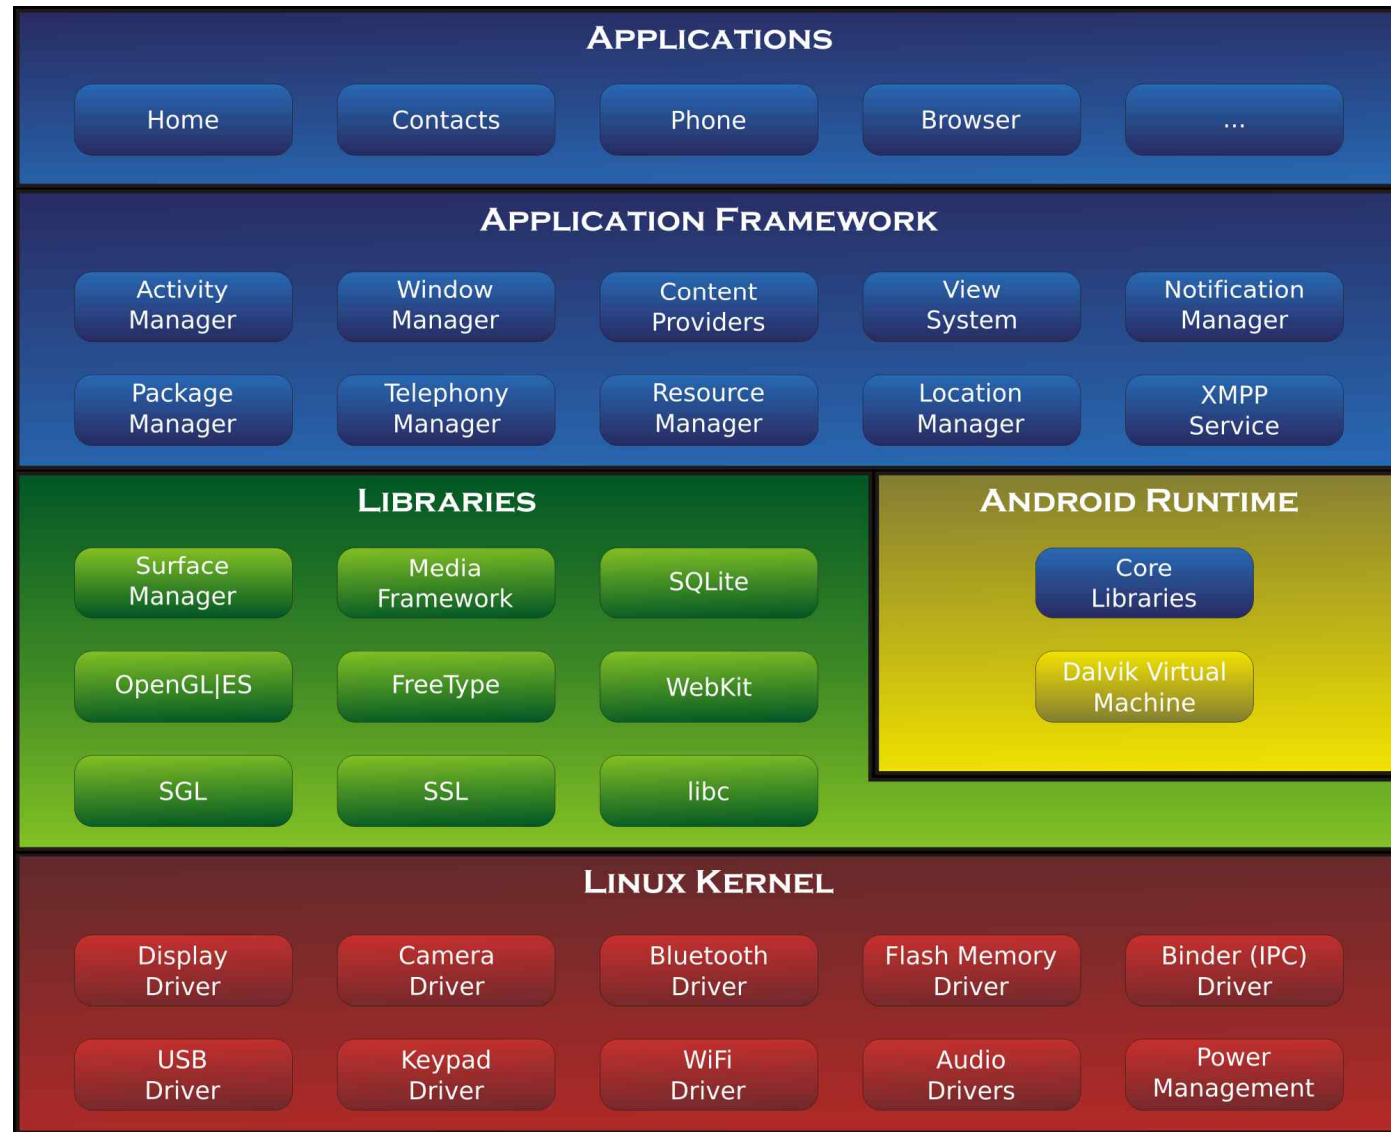 APPLICATIONS
Home
Contacts
Phone
Browser
...
APPLICATION FRAMEWORK
Activity
Manager
Window
Manager
Content
Providers
View
System
Notification
Manager
Package
Manager
Telephony
Manager
Resource
Manager
Location
Manager
XMPP
Service
LIBRARIES
Surface
Manager
Media
Framework
SQLite
OpenGL|ES
FreeType
WebKit
SGL
SSL
libc
ANDROID RUNTIME
Core
Libraries
Dalvik Virtual
Machine
LINUX KERNEL
Display
Driver
Camera
Driver
Bluetooth
Driver
Flash Memory
Driver
Binder (IPC)
Driver
USB
Driver
Keypad
Driver
WiFi
Driver
Audio
Drivers
Power
Management